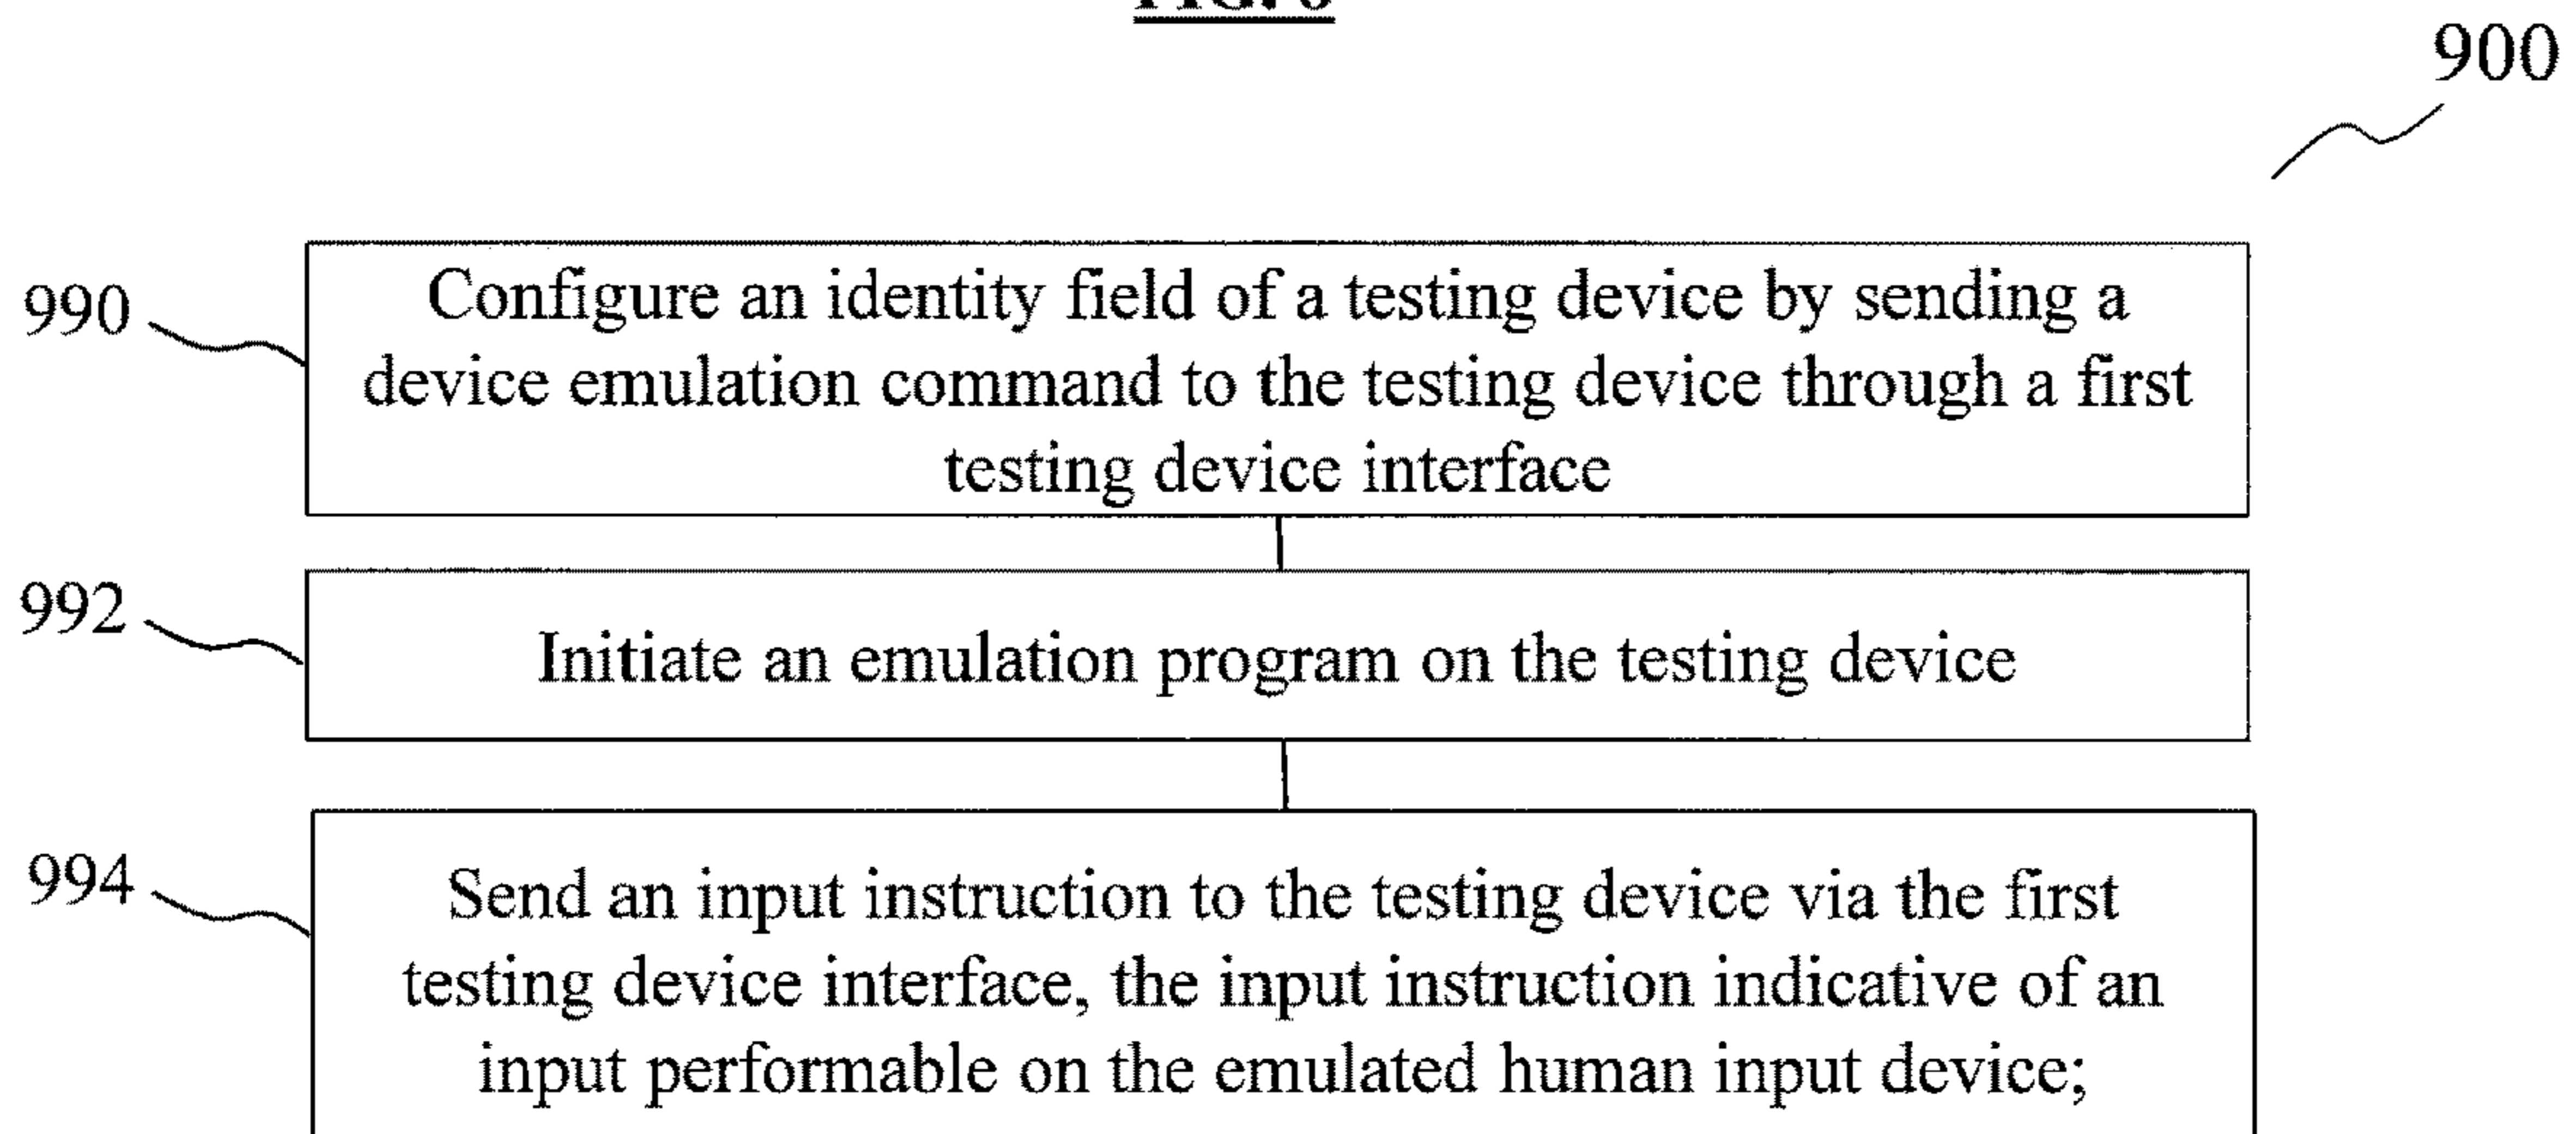 900
990
Configure an identity field of a testing device by sending a
device emulation command to the testing device through a first
testing device interface
992
Initiate an emulation program on the testing device
994
Send an input instruction to the testing device via the first
testing device interface, the input instruction indicative of an
input performable on the emulated human input device;